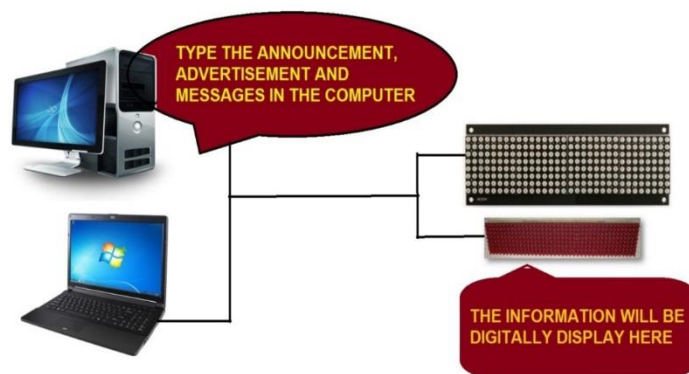 TYPE THE ANNOUNCEMENT,
ADVERTISEMENT AND
MESSAGES IN THE COMPUTER
THE INFORMATION WILL BE
DIGITALLY DISPLAY HERE